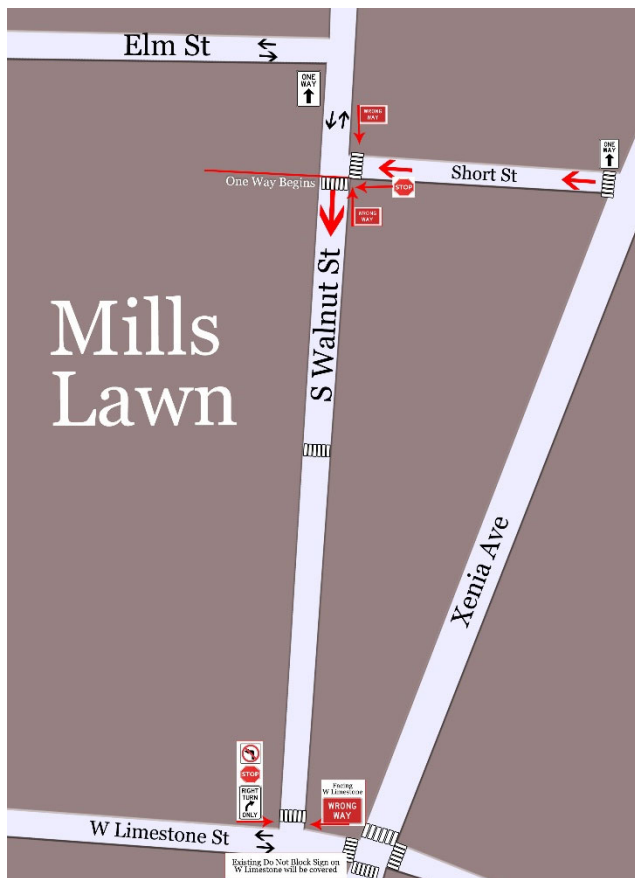 Elm St
ONE
WAY
WRONG
WAY
ONE
WAY
Short St
One Way Begins
STOP
WRONG
WAY
S Walnut St
Mills
Lawn
Xenia Ave
STOP
RIGHT
TURN
ONLY
Facing
W Limestone
WRONG
WAY
W Limestone St
Existing Do Not Block Sign on
W Limestone will be covered